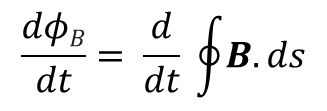 dϕ_B/dt = d/dt ∮B.ds